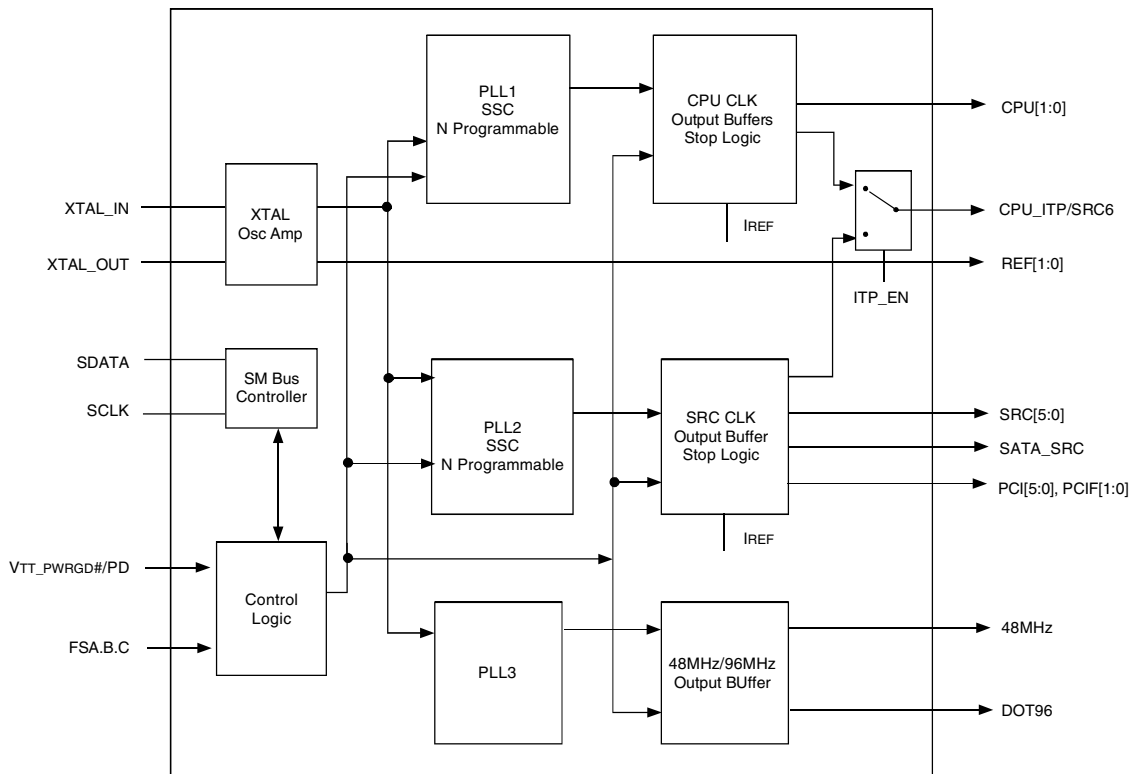 PLL1
SSC
N Programmable
CPU CLK
Output Buffers
Stop Logic
CPU[1:0]
XTAL_IN
XTAL
Osc Amp
IREF
CPU_ITP/SRC6
XTAL_OUT
REF[1:0]
ITP_EN
SDATA
SM Bus
Controller
SCLK
PLL2
SSC
N Programmable
SRC CLK
Output Buffer
Stop Logic
SRC[5:0]
SATA_SRC
PCI[5:0], PCIF[1:0]
IREF
VTT_PWRGD#/PD
Control
Logic
FSA.B.C
PLL3
48MHz/96MHz
Output BUffer
48MHz
DOT96